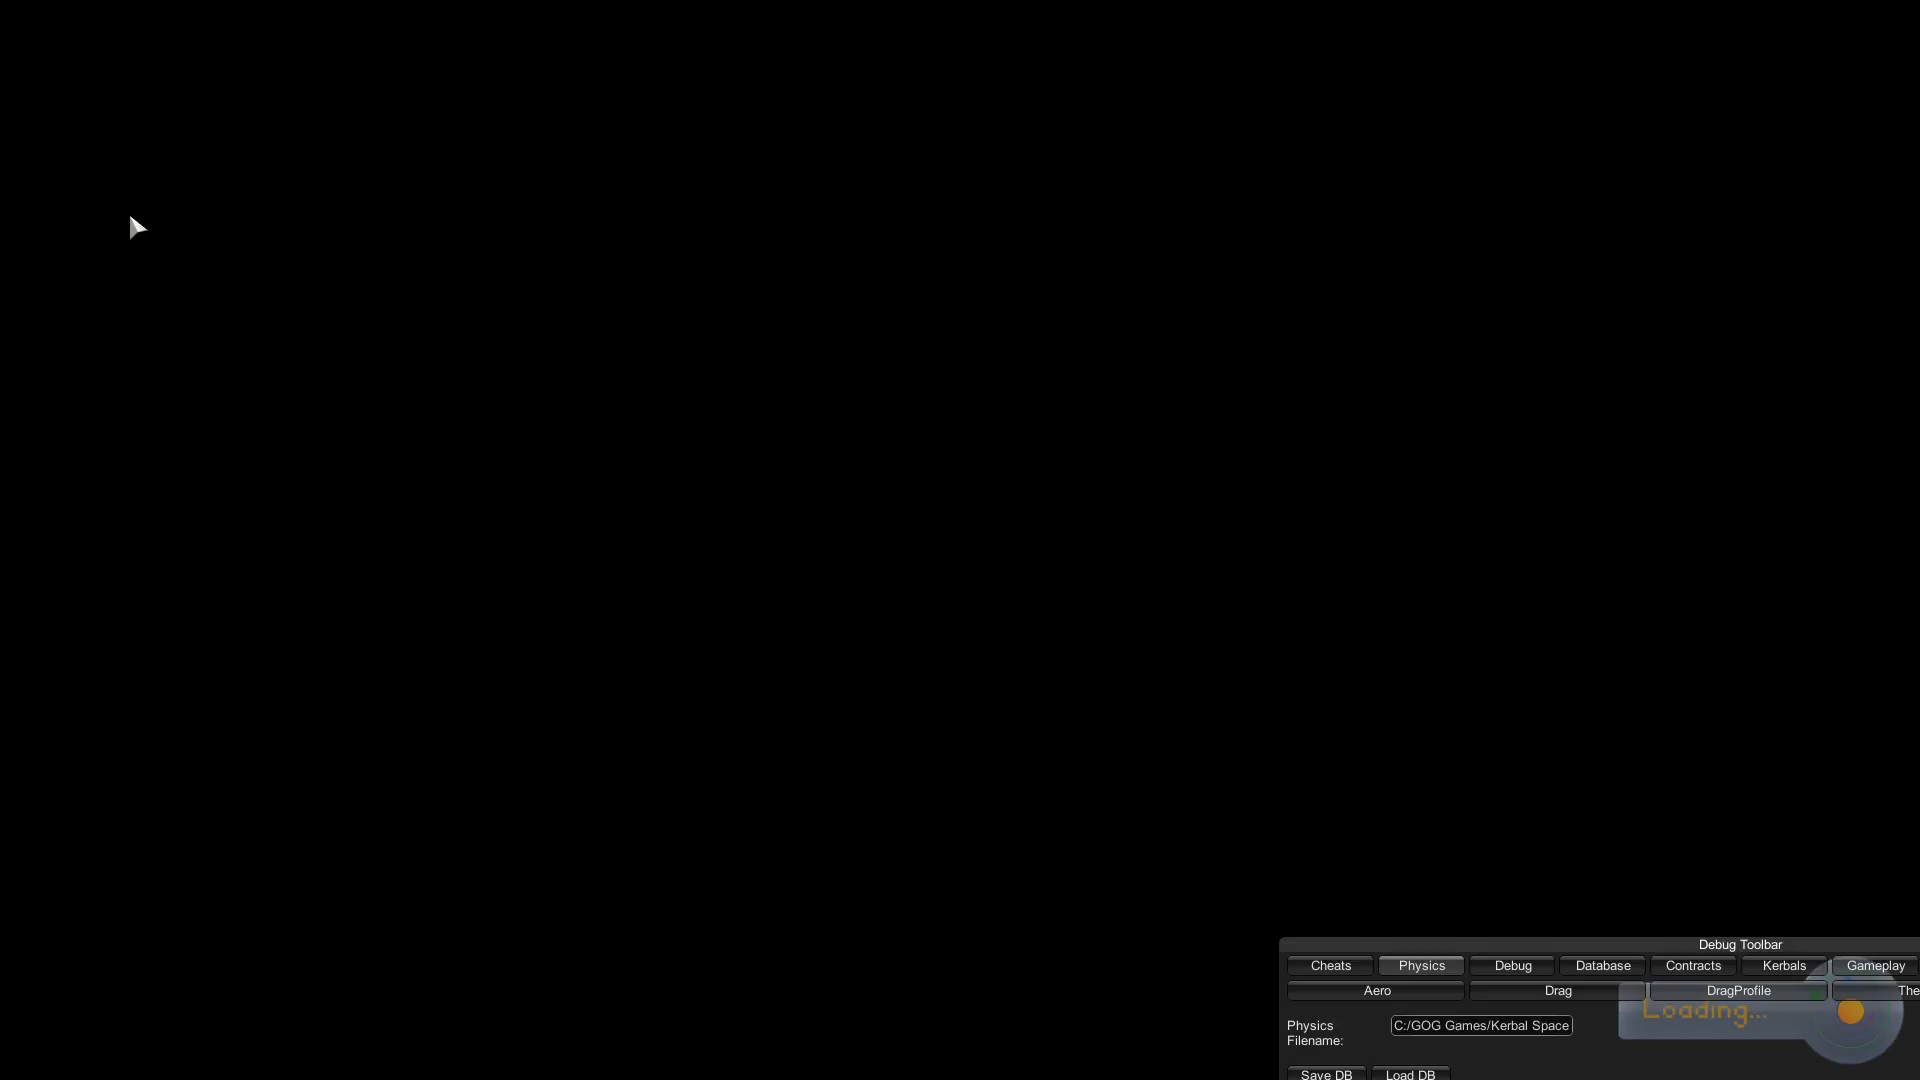 Debug Toolbar
Cheats Physics Debug Database Contracts Kerbals Gameplay
Aero Drag DragProfile The
Loading...
Physics C:/GOG Games/Kerbal Space
Filename:
Save DB Load DB